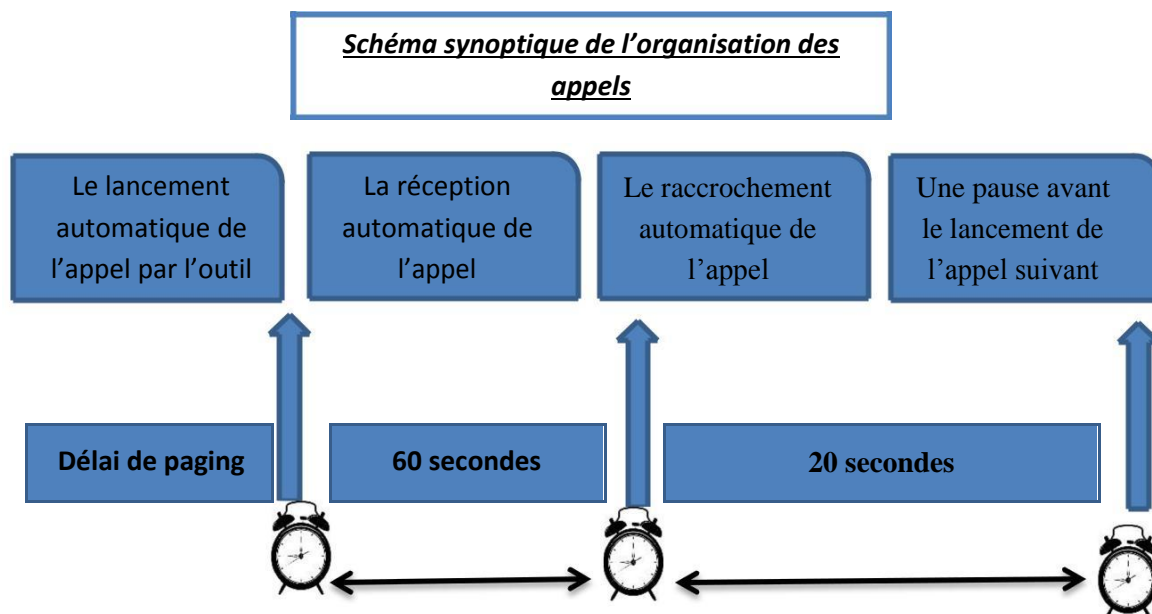 Schéma synoptique de l’organisation des
appels
Le lancement
automatique de
l’appel par l’outil
La réception
automatique de
l’appel
Le raccrochement
automatique de
l’appel
Une pause avant
le lancement de
l’appel suivant
Délai de paging
60 secondes
20 secondes